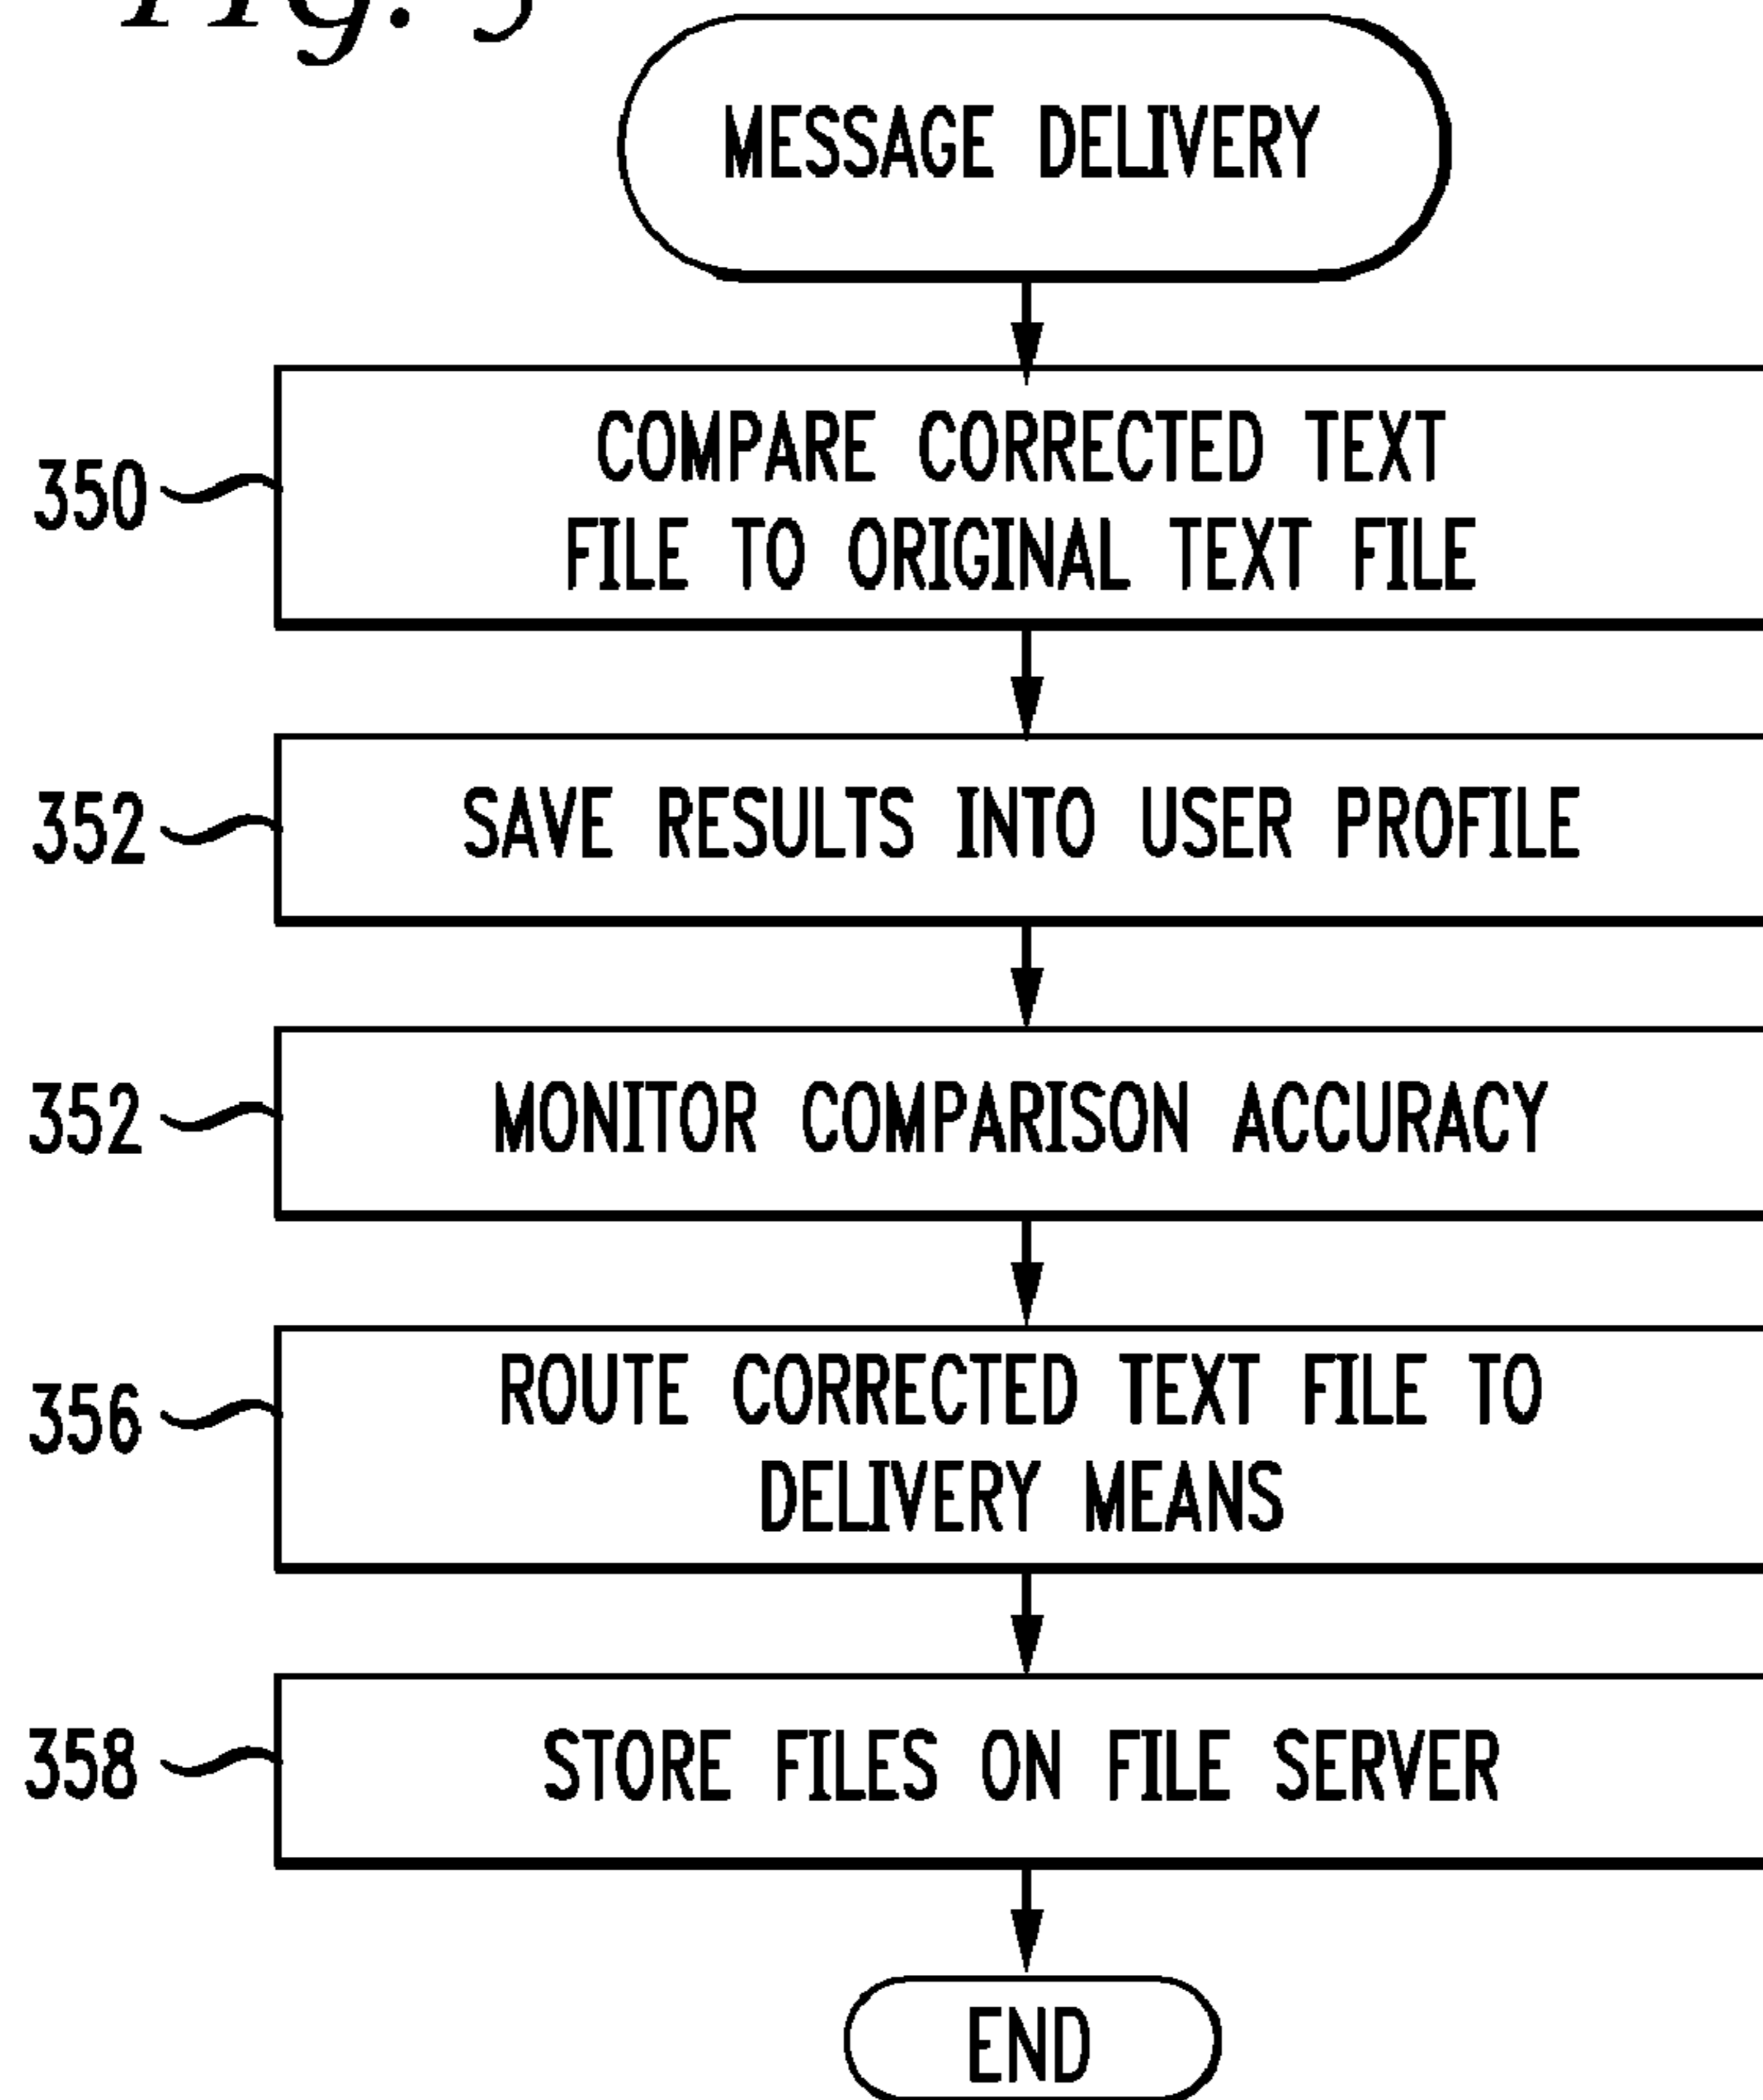 Fig.
MESSAGE DELIVERY
350
COMPARE CORRECTED TEXT
FILE TO ORIGINAL TEXT FILE
352
SAVE RESULTS INTO USER PROFILE
352
MONITOR COMPARISON ACCURACY
356
ROUTE CORRECTED TEXT FILE TO
DELIVERY MEANS
358
STORE FILES ON FILE SERVER
END